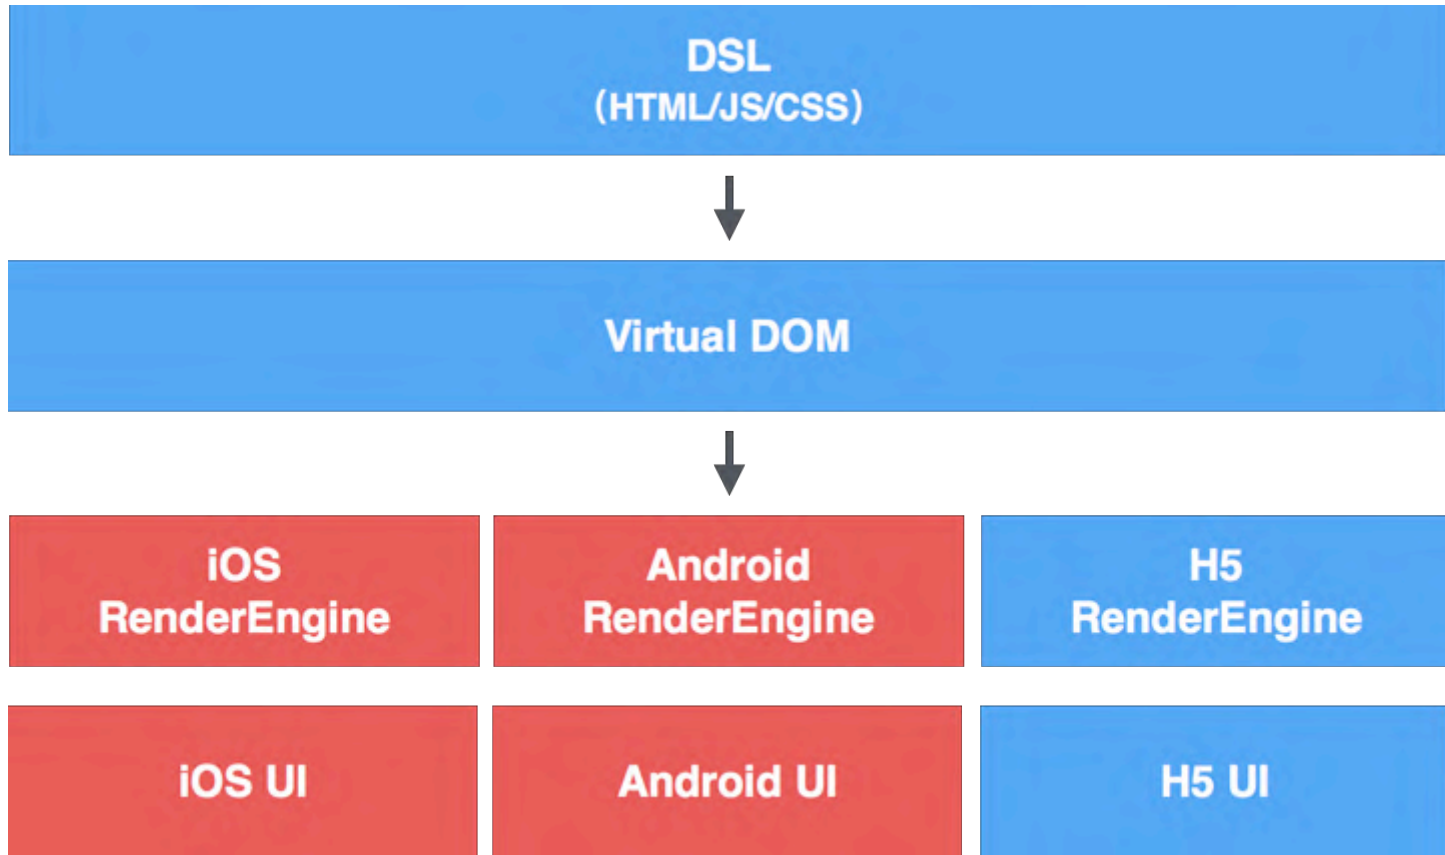 DSL
(HTML/JS/CSS)
Virtual DOM
iOS
RenderEngine
Android
RenderEngine
H5
RenderEngine
iOS UI
Android UI
H5 UI